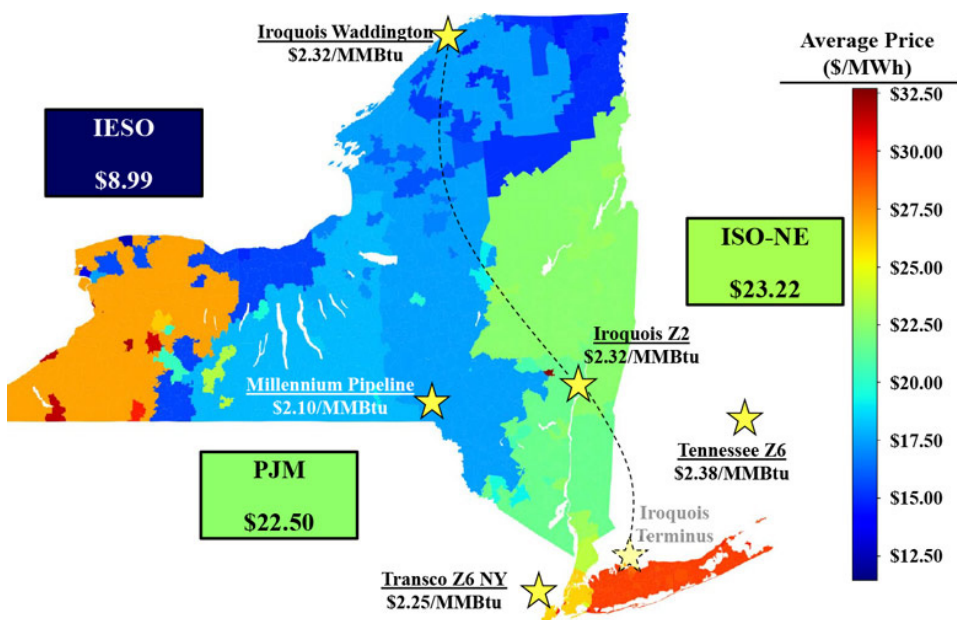 Iroquois Waddington
$2.32/MMBtu
Average Price
($/MWh)
$32.50
$30.00
$27.50
$25.00
$22.50
$20.00
$17.50
$15.00
$12.50
IESO
$8.99
ISO-NE
$23.22
Iroquois Z2
$2.32/MMBtu
Millennium Pipeline
$2.10/MMBtu
Tennessee Z6
$2.38/MMBtu
PJM
$22.50
Iroquois
Terminus
Transco Z6 NY
$2.25/MMBtu